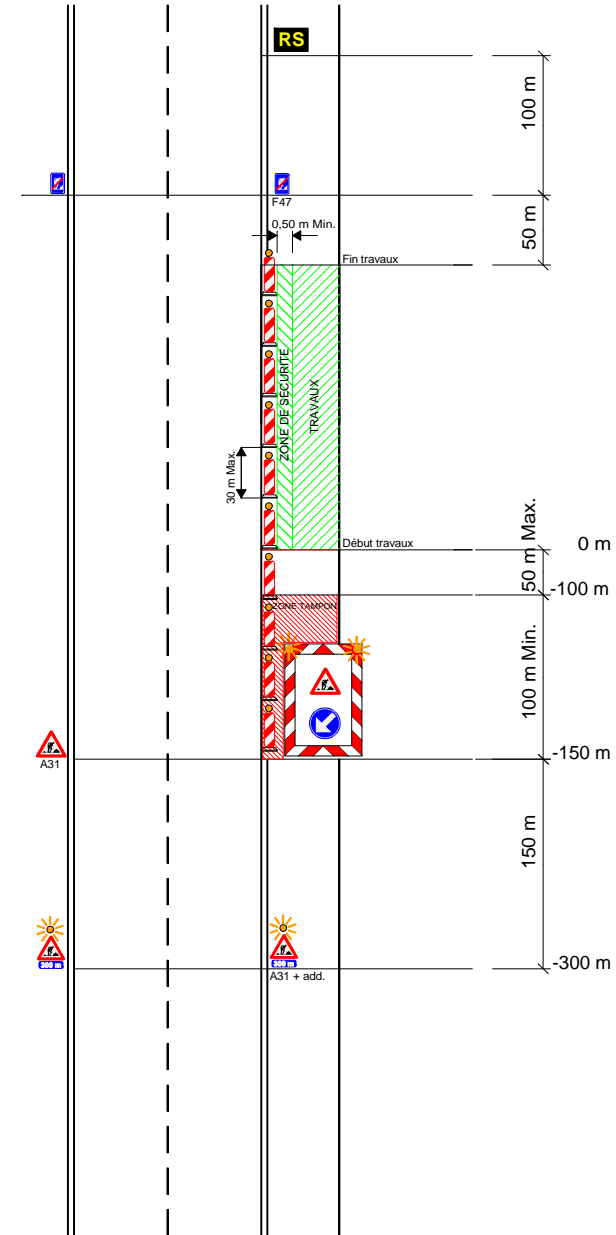 RS
100 m
F47
0,50 m Min.
50 m
Fin travaux
ZONE DE SÉCURITÉ
TRAVAUX
30 m Max.
Début travaux
0 m
50 m Max.
-100 m
ZONE TAMPON
100 m Min.
A31
-150 m
150 m
300 m
300 m
A31 + add.
-300 m